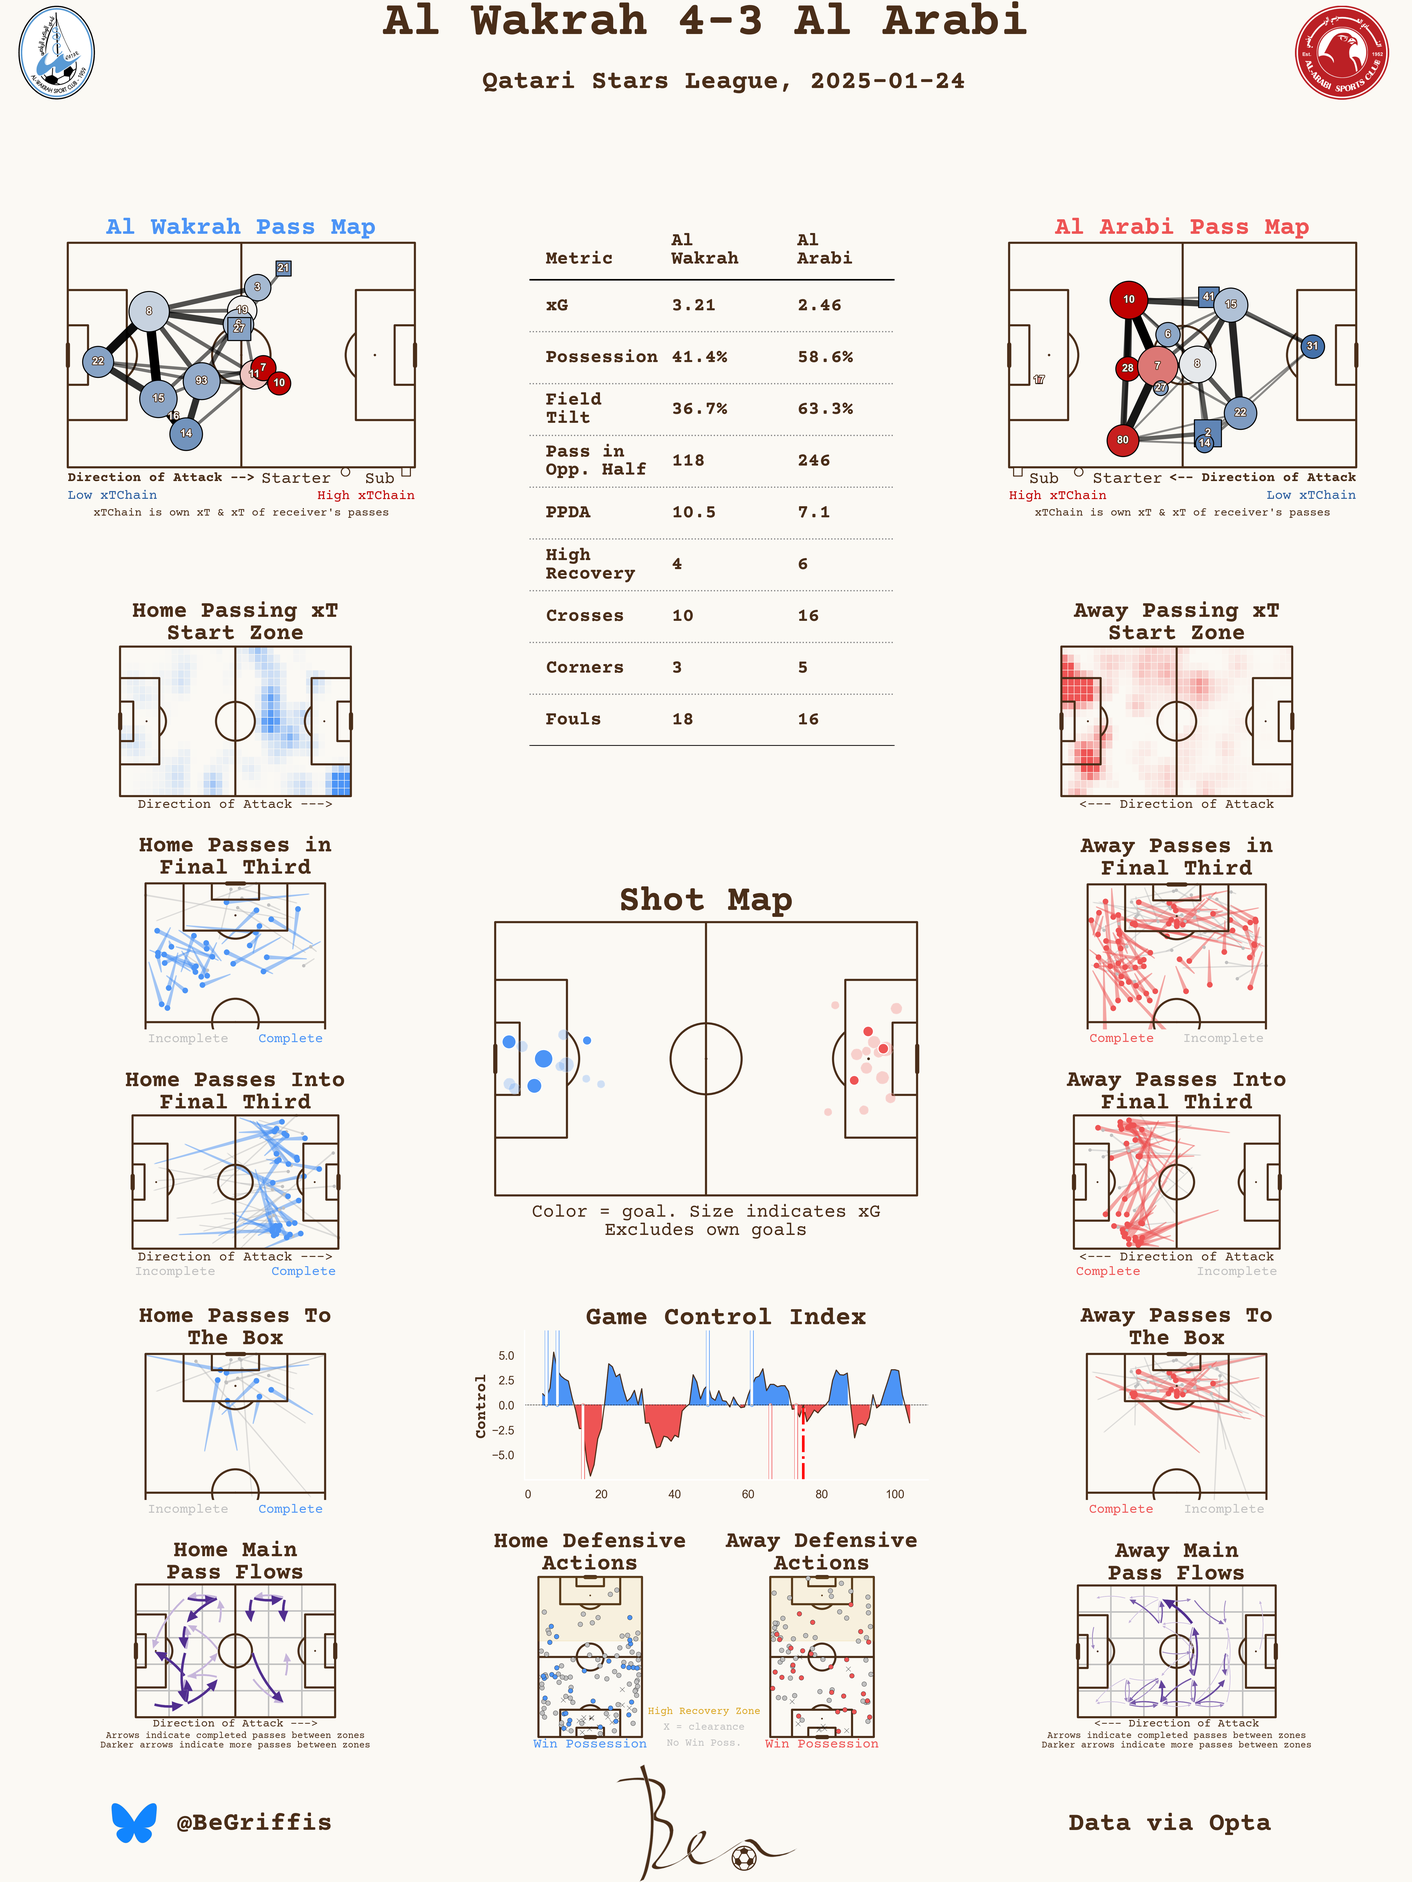 Al Wakrah 4-3 Al Arabi
Qatari Stars League, 2025-01-24
AL-WAKRAH SPORT CLUB - 1959
Est. 1952
AL-ARABI SPORTS CLUB
Al Wakrah Pass Map
21
3
8
19
27
22
7
11
10
93
15
16
14
Direction of Attack --> Starter Sub
Low xTChain High xTChain
xTChain is own xT & xT of receiver's passes
Metric Al Wakrah Al Arabi
xG 3.21 2.46
Possession 41.4% 58.6%
Field Tilt 36.7% 63.3%
Pass in Opp. Half 118 246
PPDA 10.5 7.1
High Recovery 4 6
Crosses 10 16
Corners 3 5
Fouls 18 16
Al Arabi Pass Map
10
41
15
6
31
28
7
8
17
27
22
80
2
14
Sub Starter <-- Direction of Attack
High xTChain Low xTChain
xTChain is own xT & xT of receiver's passes
Home Passing xT
Start Zone
Direction of Attack --->
Away Passing xT
Start Zone
<--- Direction of Attack
Home Passes in
Final Third
Incomplete Complete
Away Passes in
Final Third
Complete Incomplete
Shot Map
Color = goal. Size indicates xG
Excludes own goals
Home Passes Into
Final Third
Direction of Attack --->
Incomplete Complete
Away Passes Into
Final Third
<--- Direction of Attack
Complete Incomplete
Home Passes To
The Box
Incomplete Complete
Game Control Index
Control
5.0
2.5
0.0
−2.5
−5.0
0 20 40 60 80 100
Away Passes To
The Box
Complete Incomplete
Home Main
Pass Flows
Direction of Attack --->
Arrows indicate completed passes between zones
Darker arrows indicate more passes between zones
Home Defensive
Actions
Win Possession
Away Defensive
Actions
Win Possession
High Recovery Zone
X = clearance
No Win Poss.
Away Main
Pass Flows
<--- Direction of Attack
Arrows indicate completed passes between zones
Darker arrows indicate more passes between zones
@BeGriffis
Ben
Data via Opta